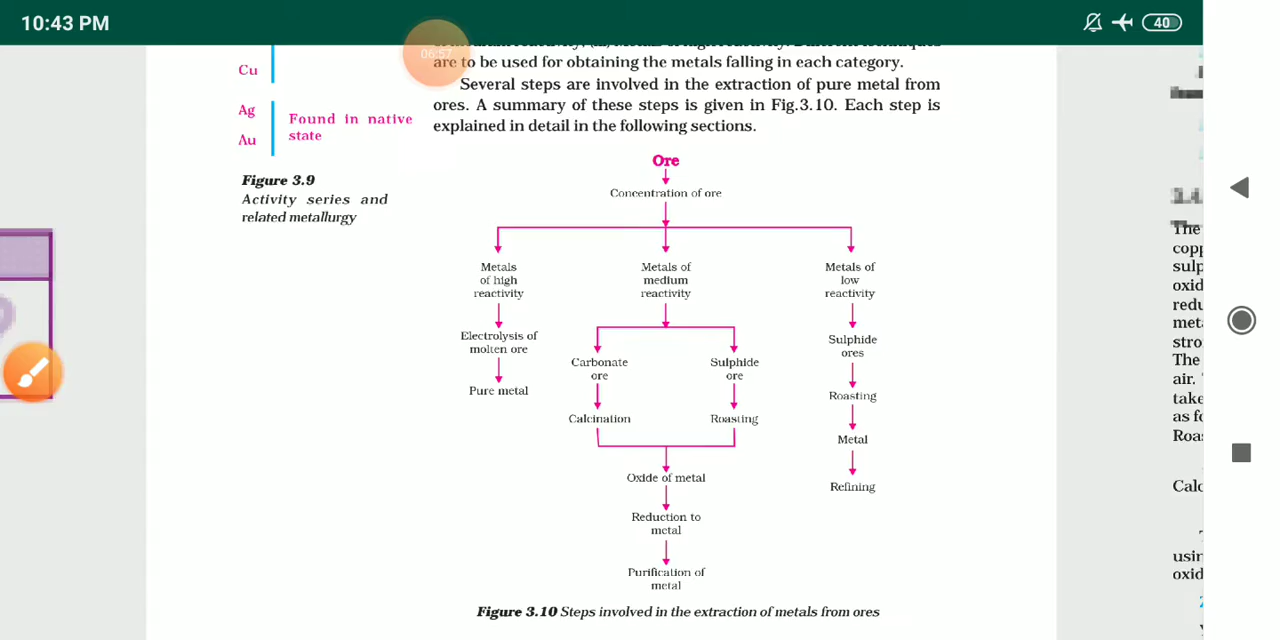 10:43 PM
40
06:57
are to be used for obtaining the metals falling in each category.
Several steps are involved in the extraction of pure metal from
ores. A summary of these steps is given in Fig.3.10. Each step is
explained in detail in the following sections.
Cu
Ag
Au
Found in native
state
Figure 3.9
Activity series and
related metallurgy
Ore
Concentration of ore
Metals
of high
reactivity
Metals of
medium
reactivity
Metals of
low
reactivity
Electrolysis of
molten ore
Pure metal
Carbonate
ore
Sulphide
ore
Sulphide
ores
Calcination
Roasting
Roasting
Metal
Refining
Oxide of metal
Reduction to
metal
Purification of
metal
Figure 3.10 Steps involved in the extraction of metals from ores
The
copp
sulp
oxid
redu
meta
stro
The
air.
take
as fo
Roas
Calc
usin
oxid